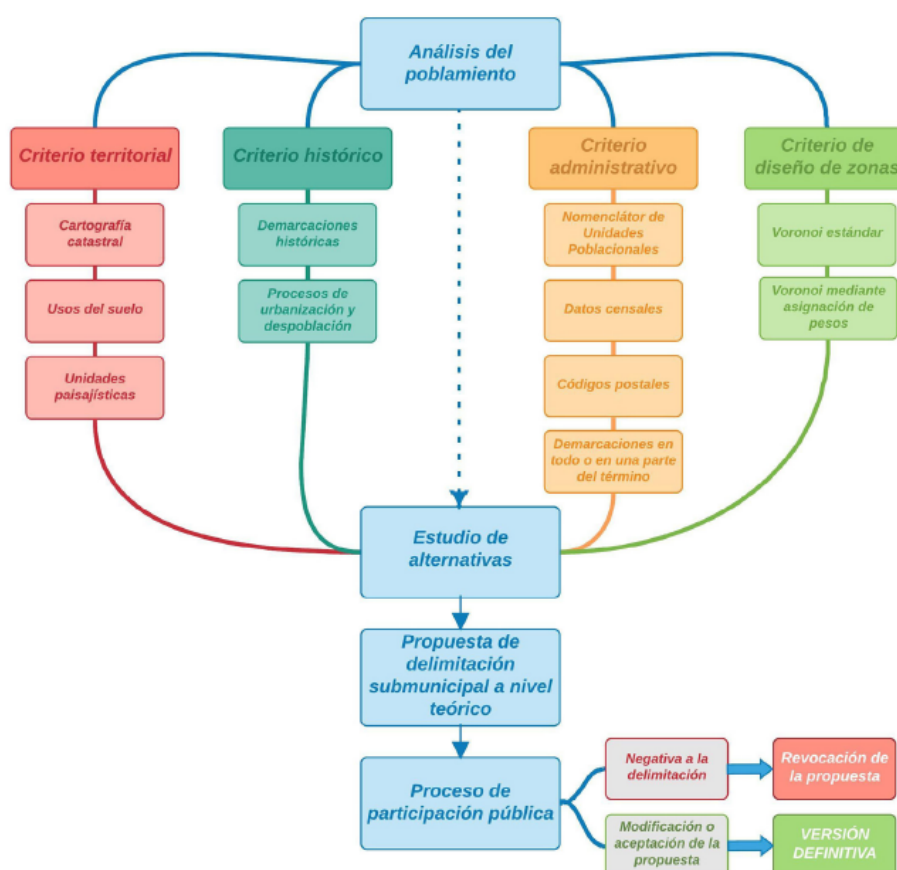 Análisis del
poblamiento
Criterio territorial
Criterio histórico
Criterio
administrativo
Criterio de
diseño de zonas
Cartografía
catastral
Usos del suelo
Unidades
paisajísticas
Demarcaciones
históricas
Procesos de
urbanización y
despoblación
Nomenclátor de
Unidades
Poblacionales
Datos censales
Códigos postales
Demarcaciones en
todo o en una parte
del término
Voronoi estándar
Voronoi mediante
asignación de
pesos
Estudio de
alternativas
Propuesta de
delimitación
submunicipal a nivel
teórico
Proceso de
participación pública
Negativa a la
delimitación
Revocación de
la propuesta
Modificación o
aceptación de la
propuesta
VERSIÓN
DEFINITIVA